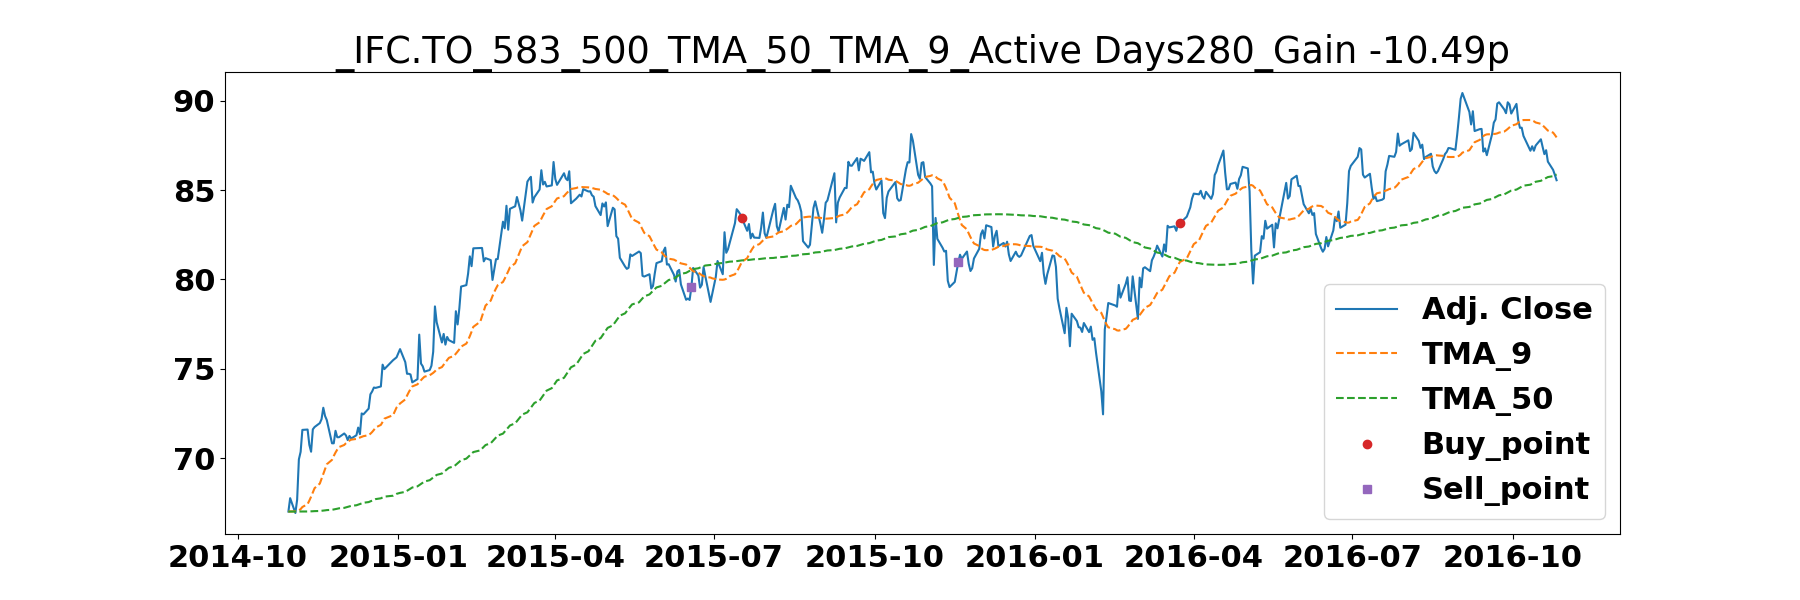 _IFC.TO_583_500_TMA_50_TMA_9_Active Days280_Gain -10.49p
90
85
80
75
70
Adj. Close
TMA_9
TMA_50
Buy_point
Sell_point
2014-10 2015-01 2015-04 2015-07 2015-10 2016-01 2016-04 2016-07 2016-10